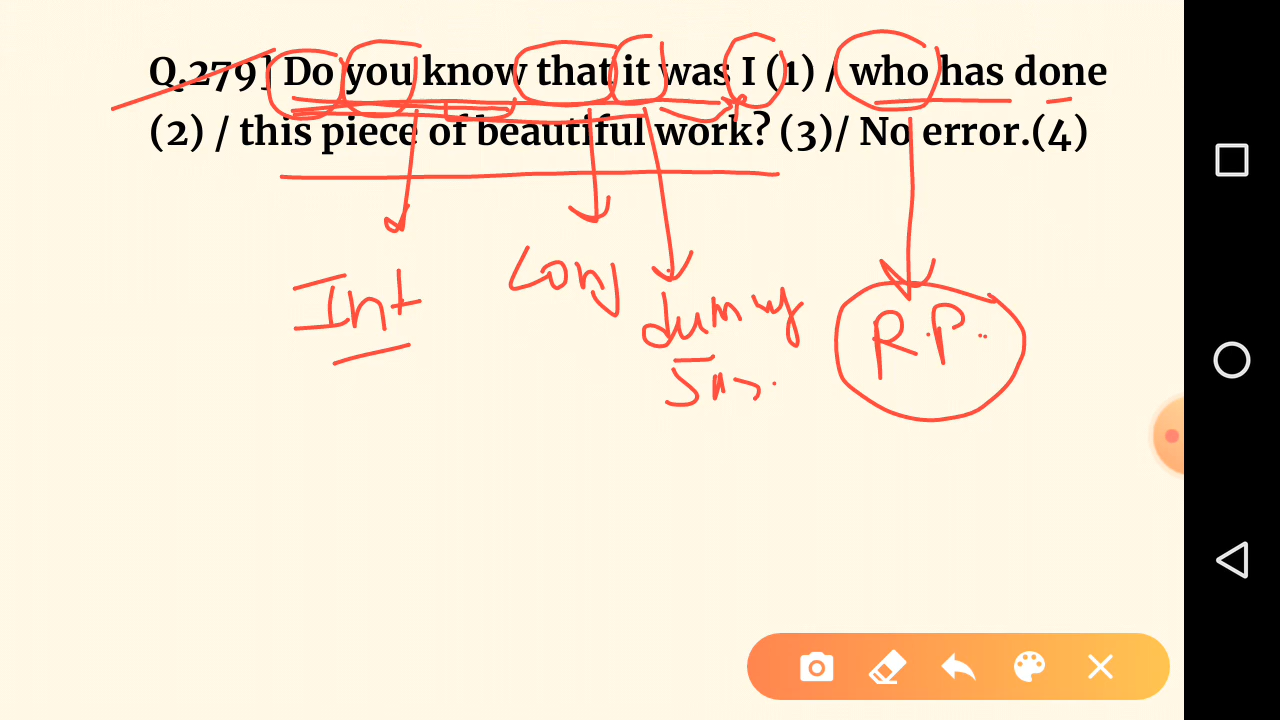 Q.279] Do you know that it was I (1) / who has done
(2) / this piece of beautiful work? (3)/ No error.(4)
Int
Conj
dummy
R.P.